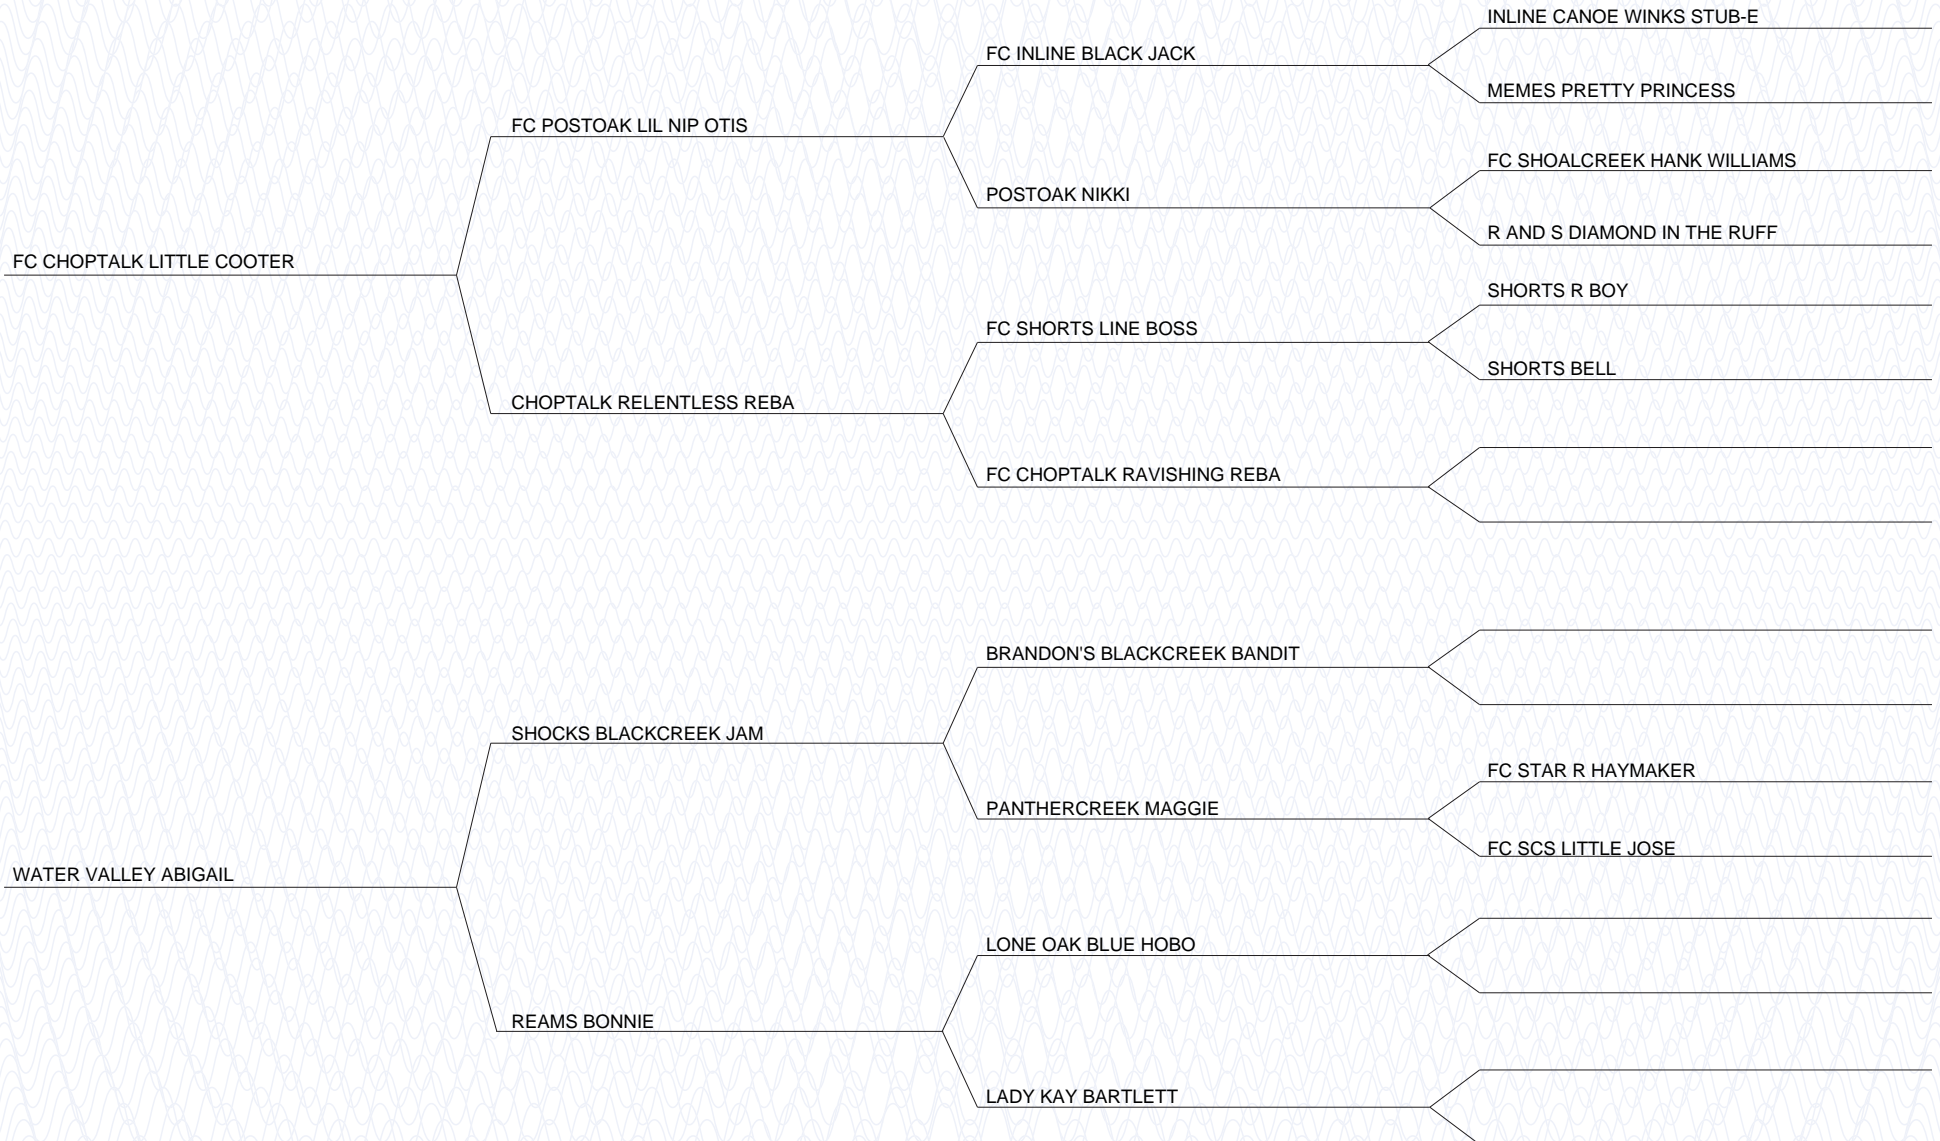 INLINE CANOE WINKS STUB-E
FC INLINE BLACK JACK
MEMES PRETTY PRINCESS
FC POSTOAK LIL NIP OTIS
FC SHOALCREEK HANK WILLIAMS
POSTOAK NIKKI
R AND S DIAMOND IN THE RUFF
FC CHOPTALK LITTLE COOTER
SHORTS R BOY
FC SHORTS LINE BOSS
SHORTS BELL
CHOPTALK RELENTLESS REBA
FC CHOPTALK RAVISHING REBA
BRANDON'S BLACKCREEK BANDIT
SHOCKS BLACKCREEK JAM
FC STAR R HAYMAKER
PANTHERCREEK MAGGIE
FC SCS LITTLE JOSE
WATER VALLEY ABIGAIL
LONE OAK BLUE HOBO
REAMS BONNIE
LADY KAY BARTLETT